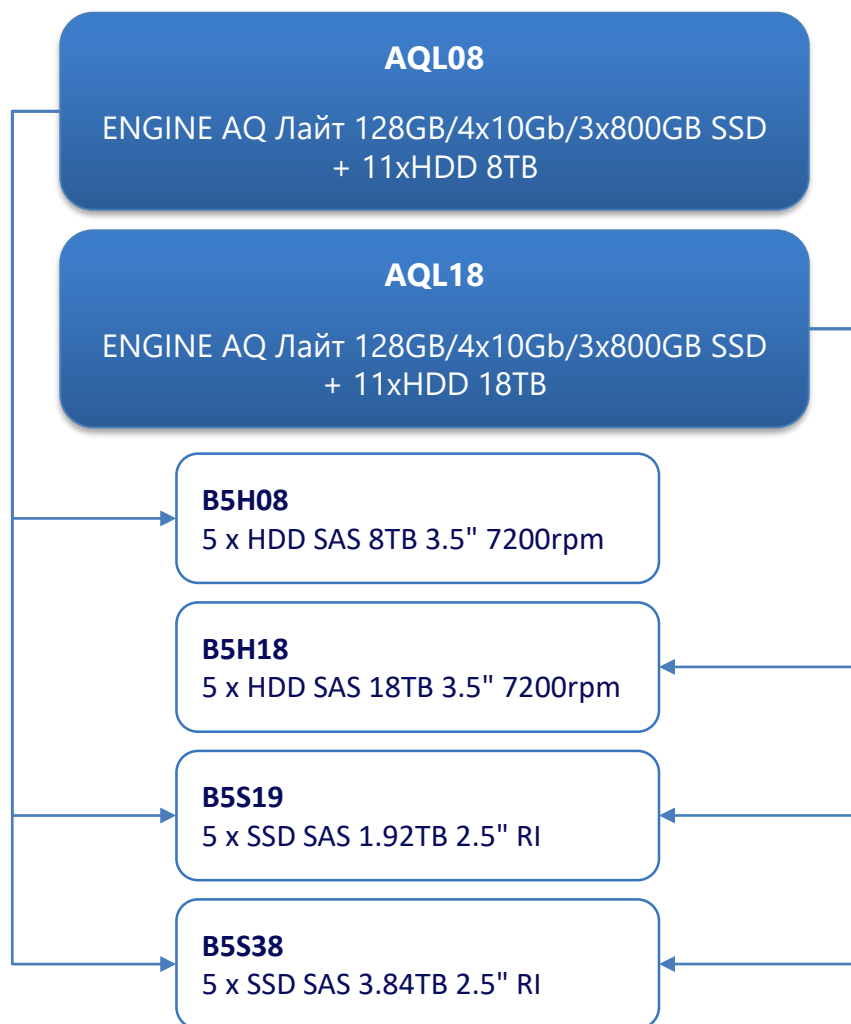 AQL08
ENGINE AQ Лайт 128GB/4x10Gb/3x800GB SSD
+ 11xHDD 8TB
AQL18
ENGINE AQ Лайт 128GB/4x10Gb/3x800GB SSD
+ 11xHDD 18TB
B5H08
5 x HDD SAS 8TB 3.5" 7200rpm
B5H18
5 x HDD SAS 18TB 3.5" 7200rpm
B5S19
5 x SSD SAS 1.92TB 2.5" RI
B5S38
5 x SSD SAS 3.84TB 2.5" RI